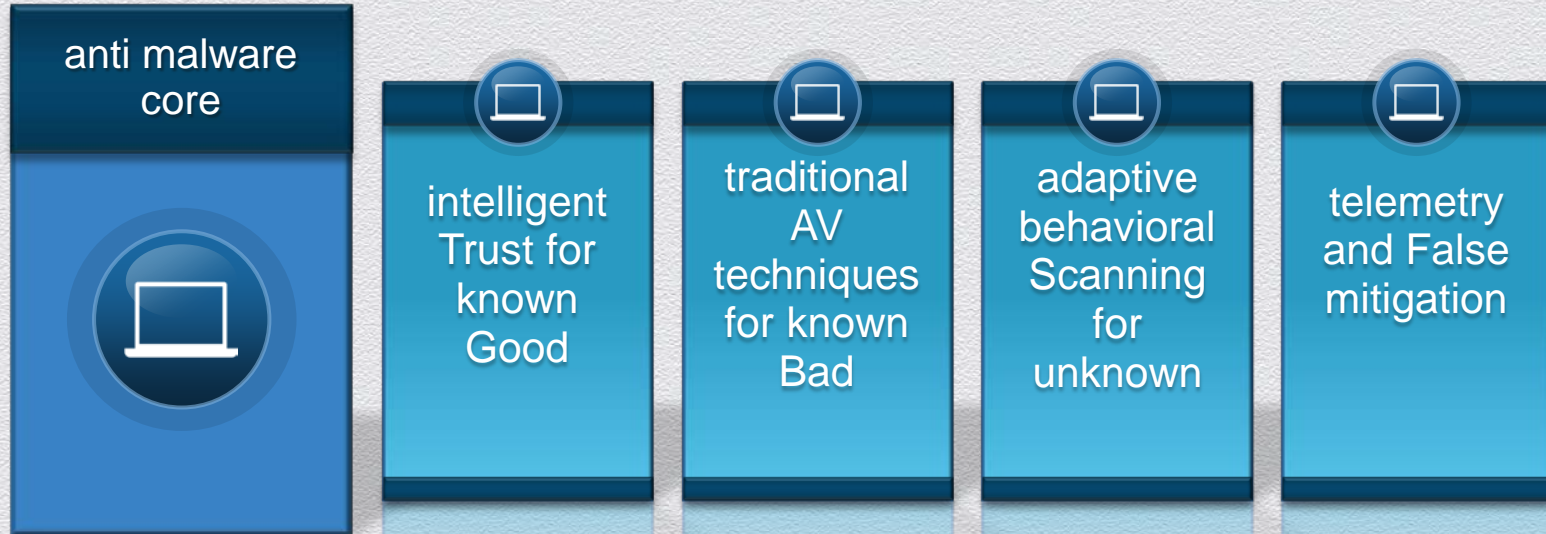 anti malware
core
intelligent
Trust for
known
Good
traditional
AV
techniques
for known
Bad
adaptive
behavioral
Scanning
for
unknown
telemetry
and False
mitigation